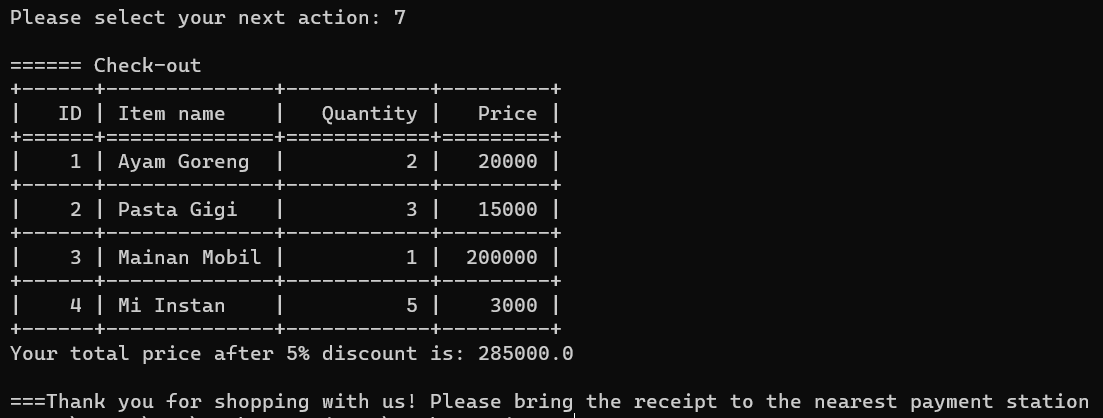 Please select your next action: 7
====== Check-out
+------+--------------+------------+---------+
|   ID | Item name    |   Quantity |   Price |
+======+==============+============+=========+
|    1 | Ayam Goreng  |          2 |   20000 |
+------+--------------+------------+---------+
|    2 | Pasta Gigi   |          3 |   15000 |
+------+--------------+------------+---------+
|    3 | Mainan Mobil |          1 |  200000 |
+------+--------------+------------+---------+
|    4 | Mi Instan    |          5 |    3000 |
+------+--------------+------------+---------+
Your total price after 5% discount is: 285000.0
===Thank you for shopping with us! Please bring the receipt to the nearest payment station